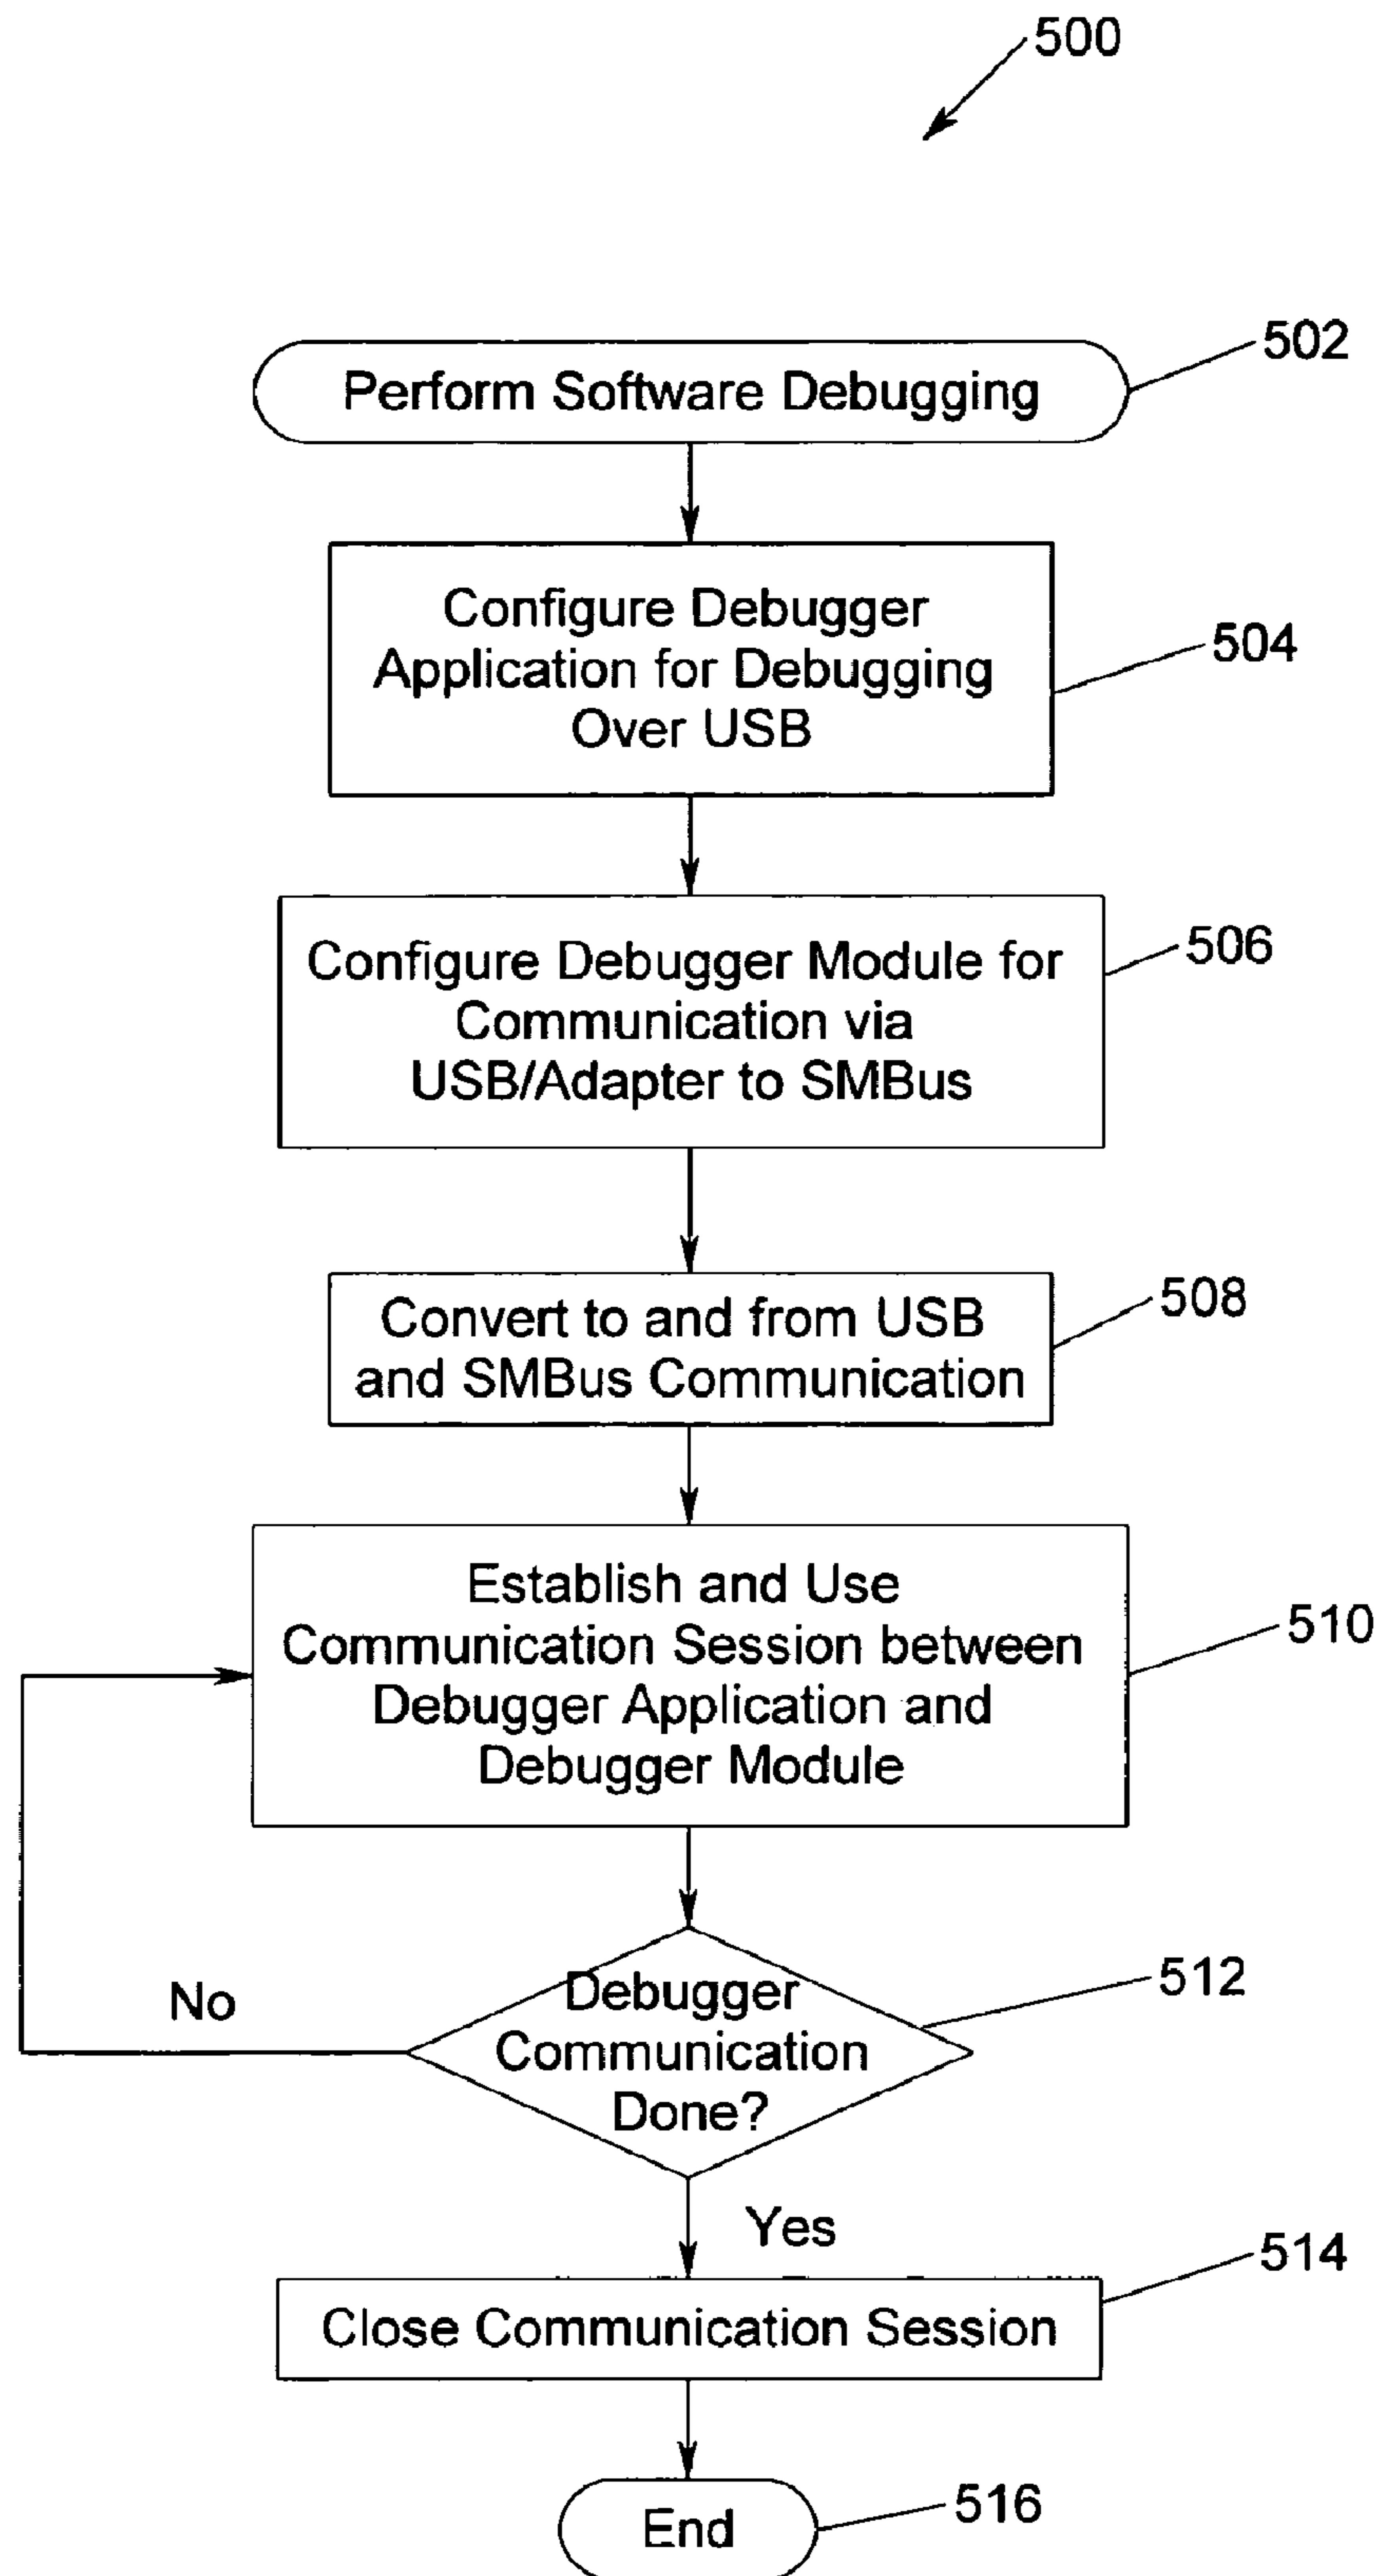 500
Perform Software Debugging
502
Configure Debugger
Application for Debugging
Over USB
504
Configure Debugger Module for
Communication via
USB/Adapter to SMBus
506
Convert to and from USB
and SMBus Communication
508
Establish and Use
Communication Session between
Debugger Application and
Debugger Module
510
Debugger
Communication
Done?
512
No
Yes
Close Communication Session
514
End
516